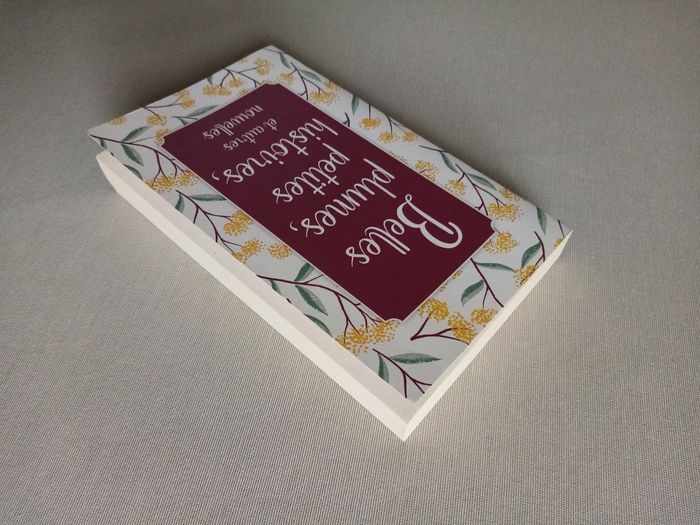 Belles
plumes,
petites
histoires,
et autres
nouvelles